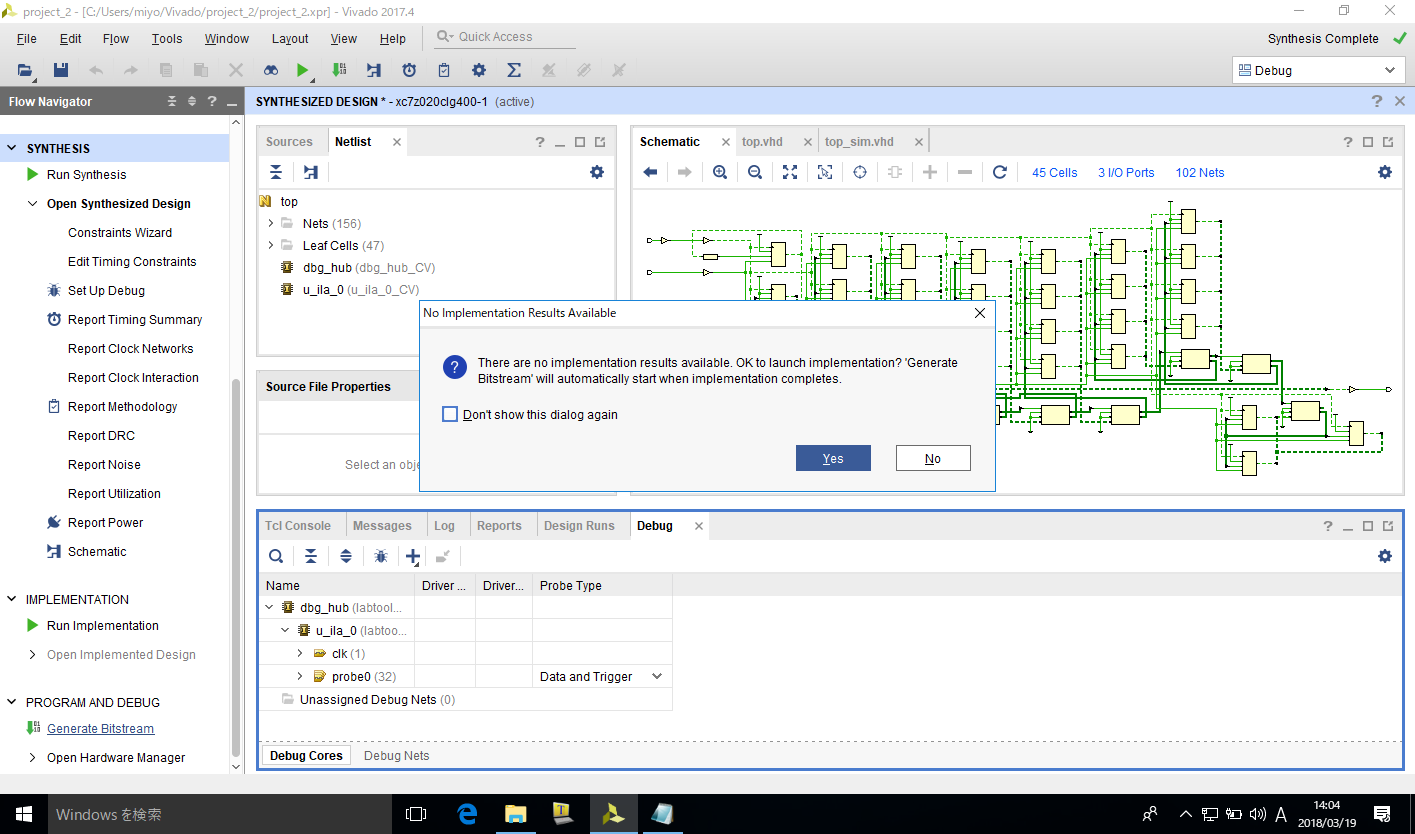 project_2 - [C:/Users/miyo/Vivado/project_2/project_2.xpr] - Vivado 2017.4
File Edit Flow Tools Window Layout View Help Quick Access
Synthesis Complete
Debug
Flow Navigator
SYNTHESIZED DESIGN * - xc7z020clg400-1 (active)
SYNTHESIS
Run Synthesis
Open Synthesized Design
Constraints Wizard
Edit Timing Constraints
Set Up Debug
Report Timing Summary
Report Clock Networks
Report Clock Interaction
Report Methodology
Report DRC
Report Noise
Report Utilization
Report Power
Schematic
IMPLEMENTATION
Run Implementation
Open Implemented Design
PROGRAM AND DEBUG
Generate Bitstream
Open Hardware Manager
Sources Netlist
top
Nets (156)
Leaf Cells (47)
dbg_hub (dbg_hub_CV)
u_ila_0 (u_ila_0_CV)
Source File Properties
Select an obje
Schematic top.vhd top_sim.vhd
45 Cells 3 I/O Ports 102 Nets
No Implementation Results Available
There are no implementation results available. OK to launch implementation? 'Generate
Bitstream' will automatically start when implementation completes.
Don't show this dialog again
Yes No
Tcl Console Messages Log Reports Design Runs Debug
Name Driver ... Driver... Probe Type
dbg_hub (labtool...
u_ila_0 (labtoo...
clk (1)
probe0 (32) Data and Trigger
Unassigned Debug Nets (0)
Debug Cores Debug Nets
Windows を検索
A
14:04
2018/03/19